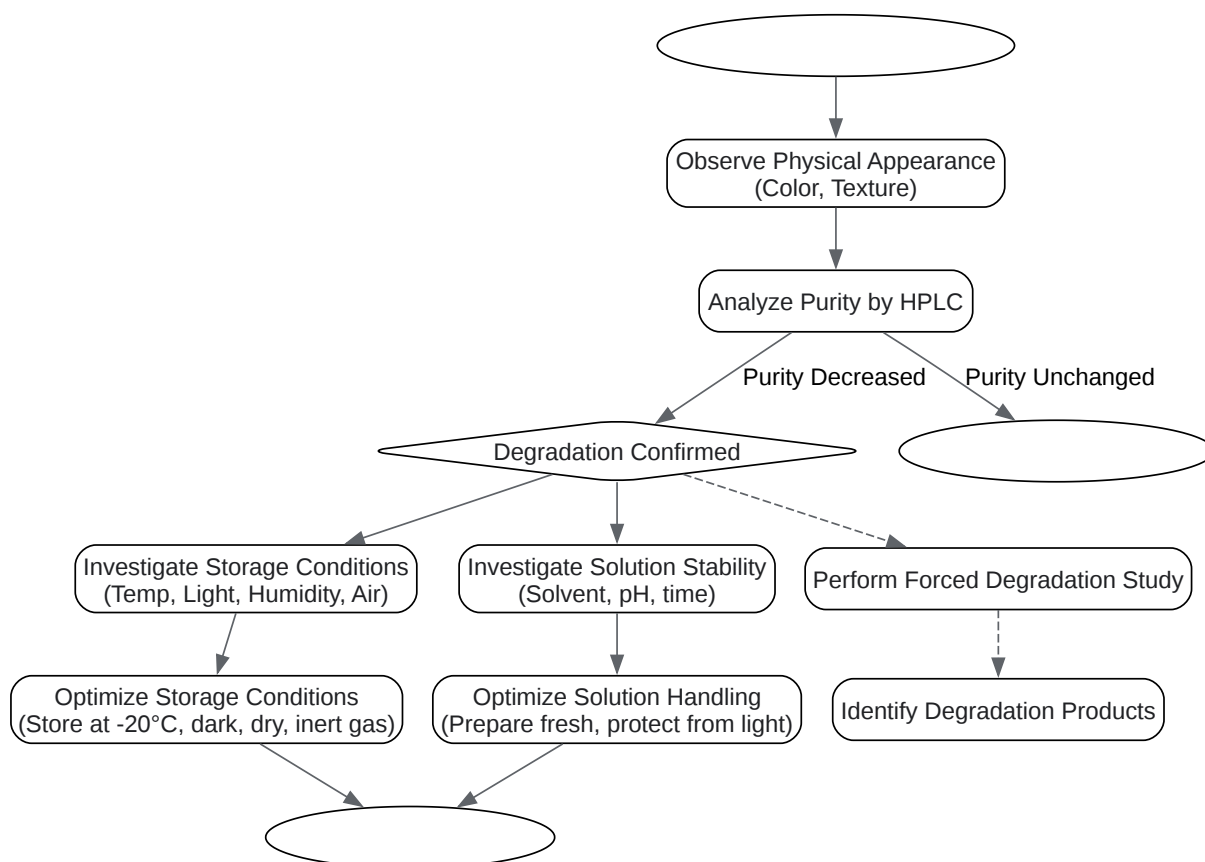 Observe Physical Appearance
(Color, Texture)
Analyze Purity by HPLC
Purity Decreased
Purity Unchanged
Degradation Confirmed
Investigate Storage Conditions
(Temp, Light, Humidity, Air)
Investigate Solution Stability
(Solvent, pH, time)
Perform Forced Degradation Study
Optimize Storage Conditions
(Store at -20°C, dark, dry, inert gas)
Optimize Solution Handling
(Prepare fresh, protect from light)
Identify Degradation Products